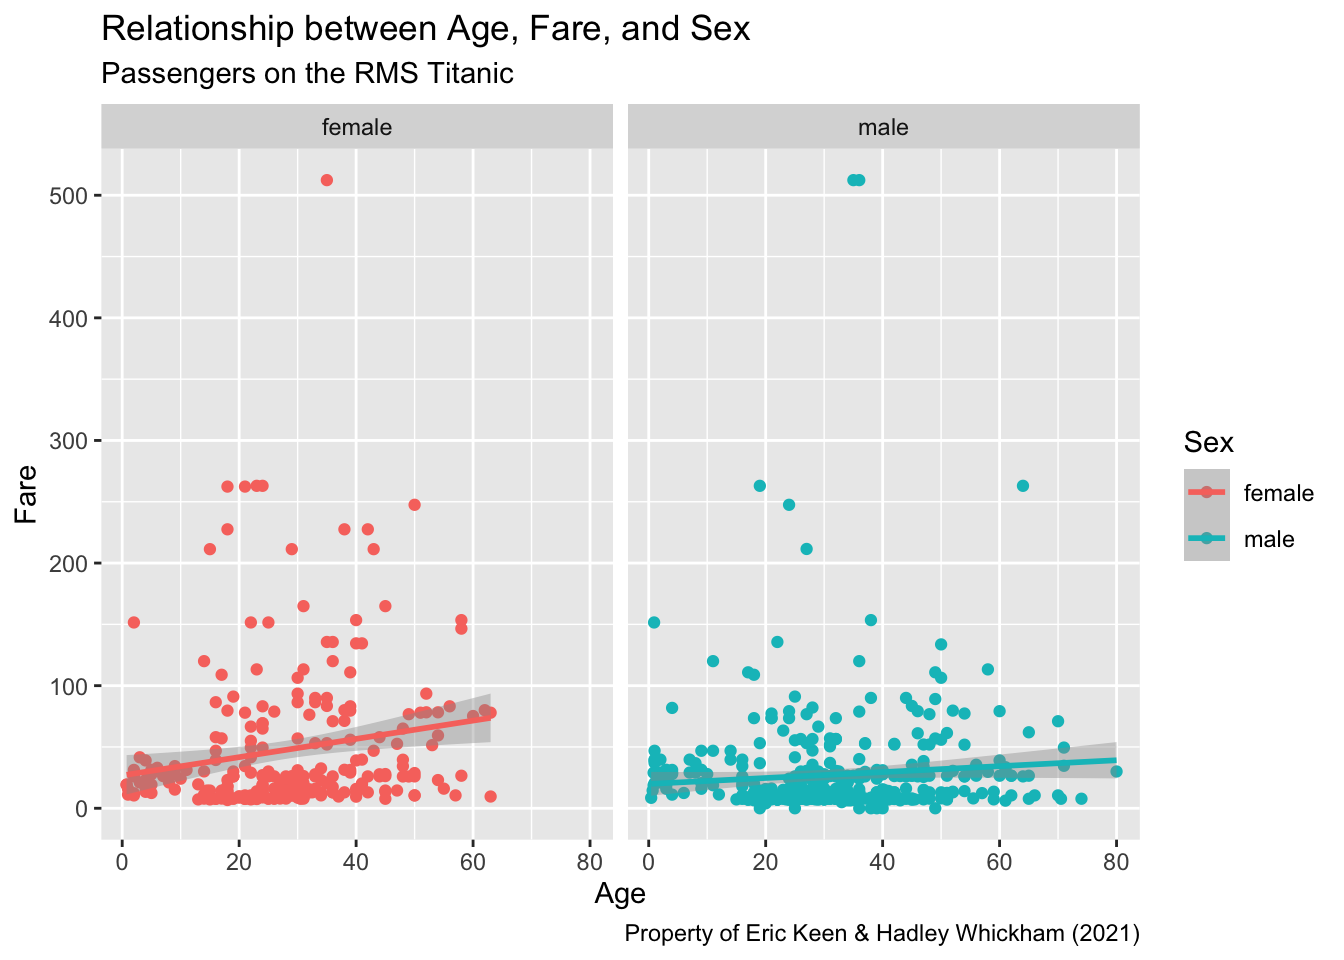 Relationship between Age, Fare, and Sex
Passengers on the RMS Titanic
female
male
500
400
300
200
100
0
Fare
0 20 40 60 80
0 20 40 60 80
Age
Sex
female
male
Property of Eric Keen & Hadley Whickham (2021)